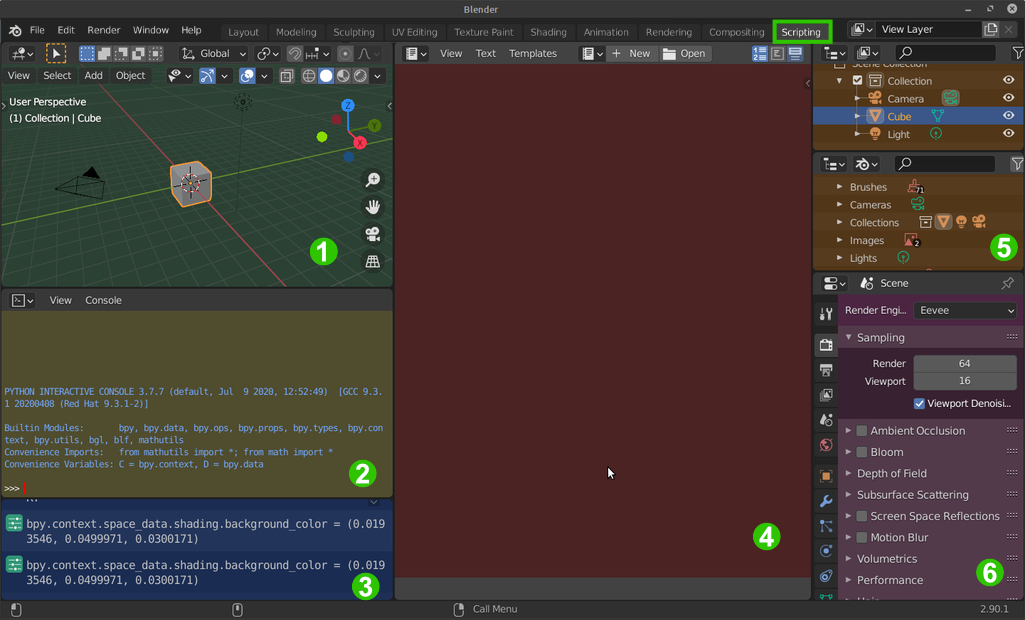 Blender
File Edit Render Window Help Layout Modeling Sculpting UV Editing Texture Paint Shading Animation Rendering Compositing Scripting View Layer
Global
View Select Add Object
User Perspective
(1) Collection | Cube
Z
Y
X
1
View Console
PYTHON INTERACTIVE CONSOLE 3.7.7 (default, Jul  9 2020, 12:52:49)  [GCC 9.3.
1 20200408 (Red Hat 9.3.1-2)]
Builtin Modules:       bpy, bpy.data, bpy.ops, bpy.props, bpy.types, bpy.con
text, bpy.utils, bgl, blf, mathutils
Convenience Imports:   from mathutils import *; from math import *
Convenience Variables: C = bpy.context, D = bpy.data
>>>
2
bpy.context.space_data.shading.background_color = (0.019
3546, 0.0499971, 0.0300171)
bpy.context.space_data.shading.background_color = (0.019
3546, 0.0499971, 0.0300171)
3
View Text Templates + New Open
4
Collection
Camera
Cube
Light
Brushes 71
Cameras
Collections
Images 2
Lights
5
Scene
Render Engi... Eevee
Sampling
Render 64
Viewport 16
Viewport Denoisi...
Ambient Occlusion
Bloom
Depth of Field
Subsurface Scattering
Screen Space Reflections
Motion Blur
Volumetrics
Performance
6
Call Menu 2.90.1